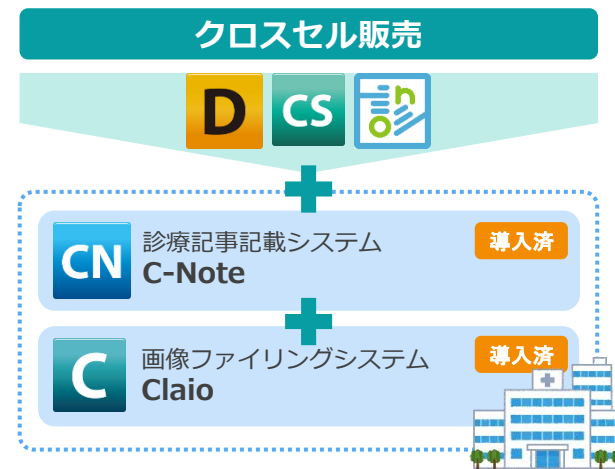 クロスセル販売
D
CS
CN
診療記事記載システム
C-Note
導入済
C
画像ファイリングシステム
Claio
導入済